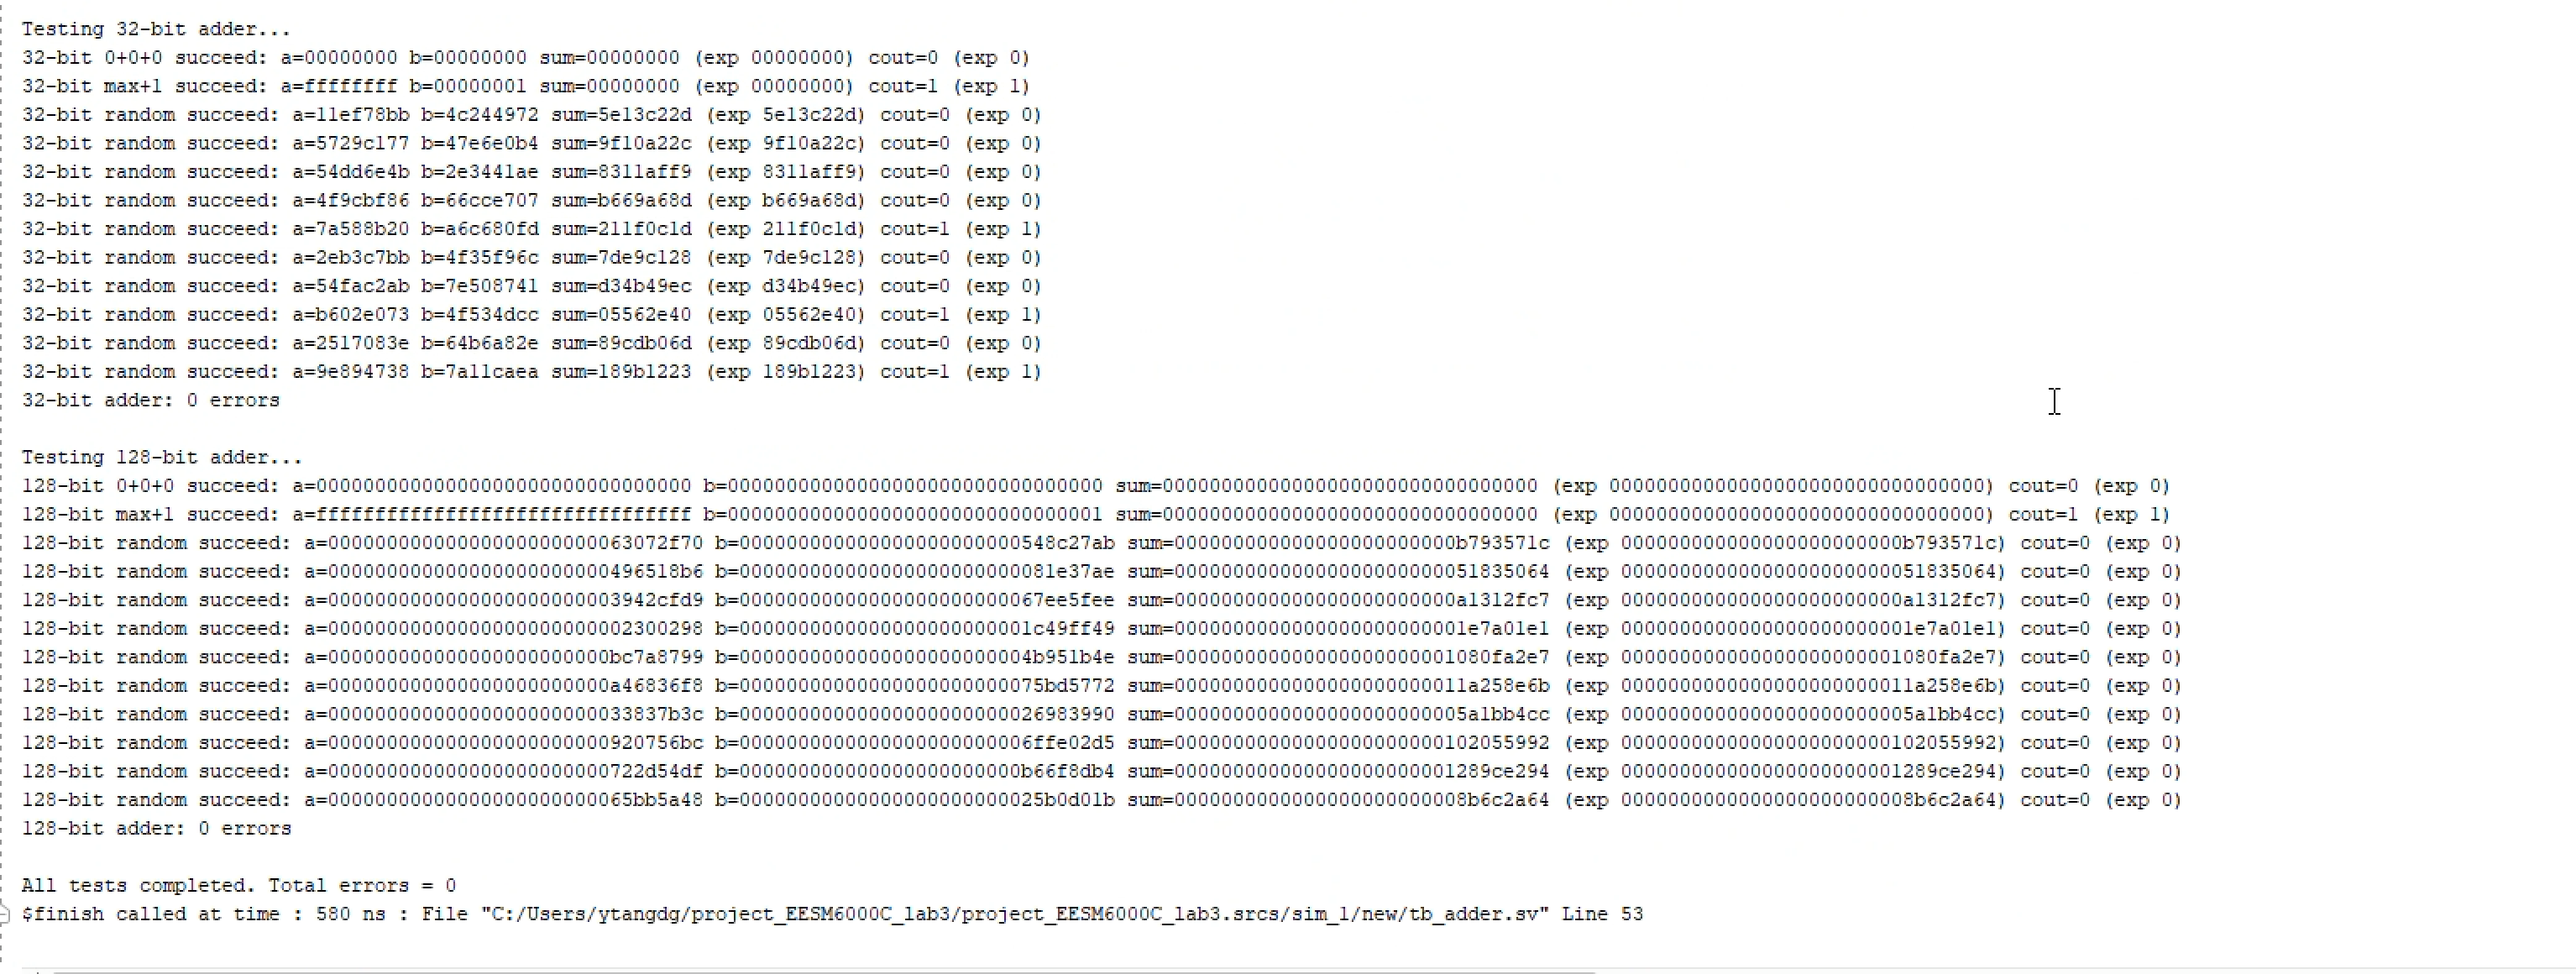 Testing 32-bit adder...
32-bit 0+0+0 succeed: a=00000000 b=00000000 sum=00000000 (exp 00000000) cout=0 (exp 0)
32-bit max+1 succeed: a=ffffffff b=00000001 sum=00000000 (exp 00000000) cout=1 (exp 1)
32-bit random succeed: a=11ef78bb b=4c244972 sum=5e13c22d (exp 5e13c22d) cout=0 (exp 0)
32-bit random succeed: a=5729c177 b=47e6e0b4 sum=9f10a22c (exp 9f10a22c) cout=0 (exp 0)
32-bit random succeed: a=54dd6e4b b=2e3441ae sum=8311aff9 (exp 8311aff9) cout=0 (exp 0)
32-bit random succeed: a=4f9cbf86 b=66cce707 sum=b669a68d (exp b669a68d) cout=0 (exp 0)
32-bit random succeed: a=7a588b20 b=a6c680fd sum=211f0c1d (exp 211f0c1d) cout=1 (exp 1)
32-bit random succeed: a=2eb3c7bb b=4f35f96c sum=7de9c128 (exp 7de9c128) cout=0 (exp 0)
32-bit random succeed: a=54fac2ab b=7e508741 sum=d34b49ec (exp d34b49ec) cout=0 (exp 0)
32-bit random succeed: a=b602e073 b=4f534dcc sum=05562e40 (exp 05562e40) cout=1 (exp 1)
32-bit random succeed: a=2517083e b=64b6a82e sum=89cdb06d (exp 89cdb06d) cout=0 (exp 0)
32-bit random succeed: a=9e894738 b=7a11caea sum=189b1223 (exp 189b1223) cout=1 (exp 1)
32-bit adder: 0 errors
Testing 128-bit adder...
128-bit 0+0+0 succeed: a=00000000000000000000000000000000 b=00000000000000000000000000000000 sum=00000000000000000000000000000000 (exp 00000000000000000000000000000000) cout=0 (exp 0)
128-bit max+1 succeed: a=ffffffffffffffffffffffffffffffff b=00000000000000000000000000000001 sum=00000000000000000000000000000000 (exp 00000000000000000000000000000000) cout=1 (exp 1)
128-bit random succeed: a=00000000000000000000000063072f70 b=000000000000000000000000548c27ab sum=000000000000000000000000b793571c (exp 000000000000000000000000b793571c) cout=0 (exp 0)
128-bit random succeed: a=000000000000000000000000496518b6 b=000000000000000000000000081e37ae sum=00000000000000000000000051835064 (exp 00000000000000000000000051835064) cout=0 (exp 0)
128-bit random succeed: a=0000000000000000000000003942cfd9 b=00000000000000000000000067ee5fee sum=000000000000000000000000a1312fc7 (exp 000000000000000000000000a1312fc7) cout=0 (exp 0)
128-bit random succeed: a=00000000000000000000000002300298 b=0000000000000000000000001c49ff49 sum=0000000000000000000000001e7a01e1 (exp 0000000000000000000000001e7a01e1) cout=0 (exp 0)
128-bit random succeed: a=000000000000000000000000bc7a8799 b=0000000000000000000000004b951b4e sum=000000000000000000000001080fa2e7 (exp 000000000000000000000001080fa2e7) cout=0 (exp 0)
128-bit random succeed: a=000000000000000000000000a46836f8 b=00000000000000000000000075bd5772 sum=0000000000000000000000011a258e6b (exp 0000000000000000000000011a258e6b) cout=0 (exp 0)
128-bit random succeed: a=00000000000000000000000033837b3c b=00000000000000000000000026983990 sum=0000000000000000000000005a1bb4cc (exp 0000000000000000000000005a1bb4cc) cout=0 (exp 0)
128-bit random succeed: a=000000000000000000000000920756bc b=0000000000000000000000006ffe02d5 sum=00000000000000000000000102055992 (exp 00000000000000000000000102055992) cout=0 (exp 0)
128-bit random succeed: a=000000000000000000000000722d54df b=000000000000000000000000b66f8db4 sum=0000000000000000000000001289ce294 (exp 0000000000000000000000001289ce294) cout=0 (exp 0)
128-bit random succeed: a=00000000000000000000000065bb5a48 b=00000000000000000000000025b0d01b sum=0000000000000000000000008b6c2a64 (exp 0000000000000000000000008b6c2a64) cout=0 (exp 0)
128-bit adder: 0 errors
All tests completed. Total errors = 0
$finish called at time : 580 ns : File "C:/Users/ytangdg/project_EESM6000C_lab3/project_EESM6000C_lab3.srcs/sim_1/new/tb_adder.sv" Line 53